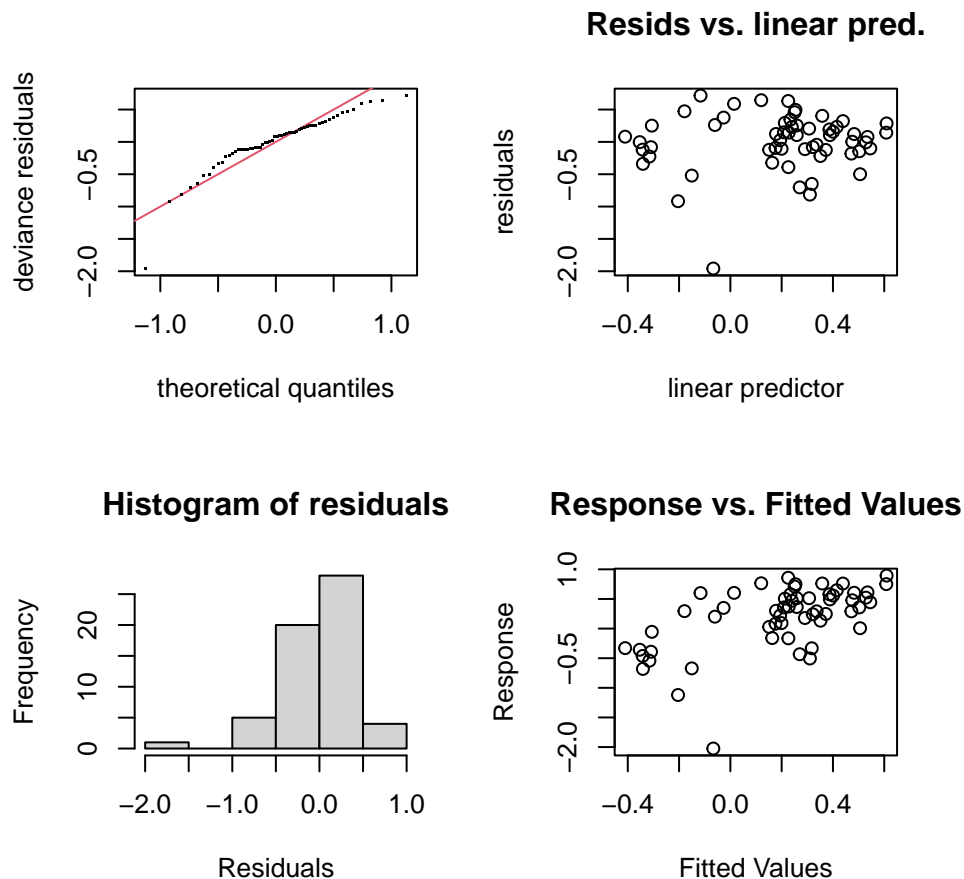 deviance residuals
−0.5
−2.0
−1.0
0.0
1.0
theoretical quantiles
Resids vs. linear pred.
residuals
−0.5
−2.0
−0.4
0.0
0.4
linear predictor
Histogram of residuals
Frequency
20
10
0
−2.0
−1.0
0.0
1.0
Residuals
Response vs. Fitted Values
Response
1.0
−0.5
−2.0
−0.4
0.0
0.4
Fitted Values